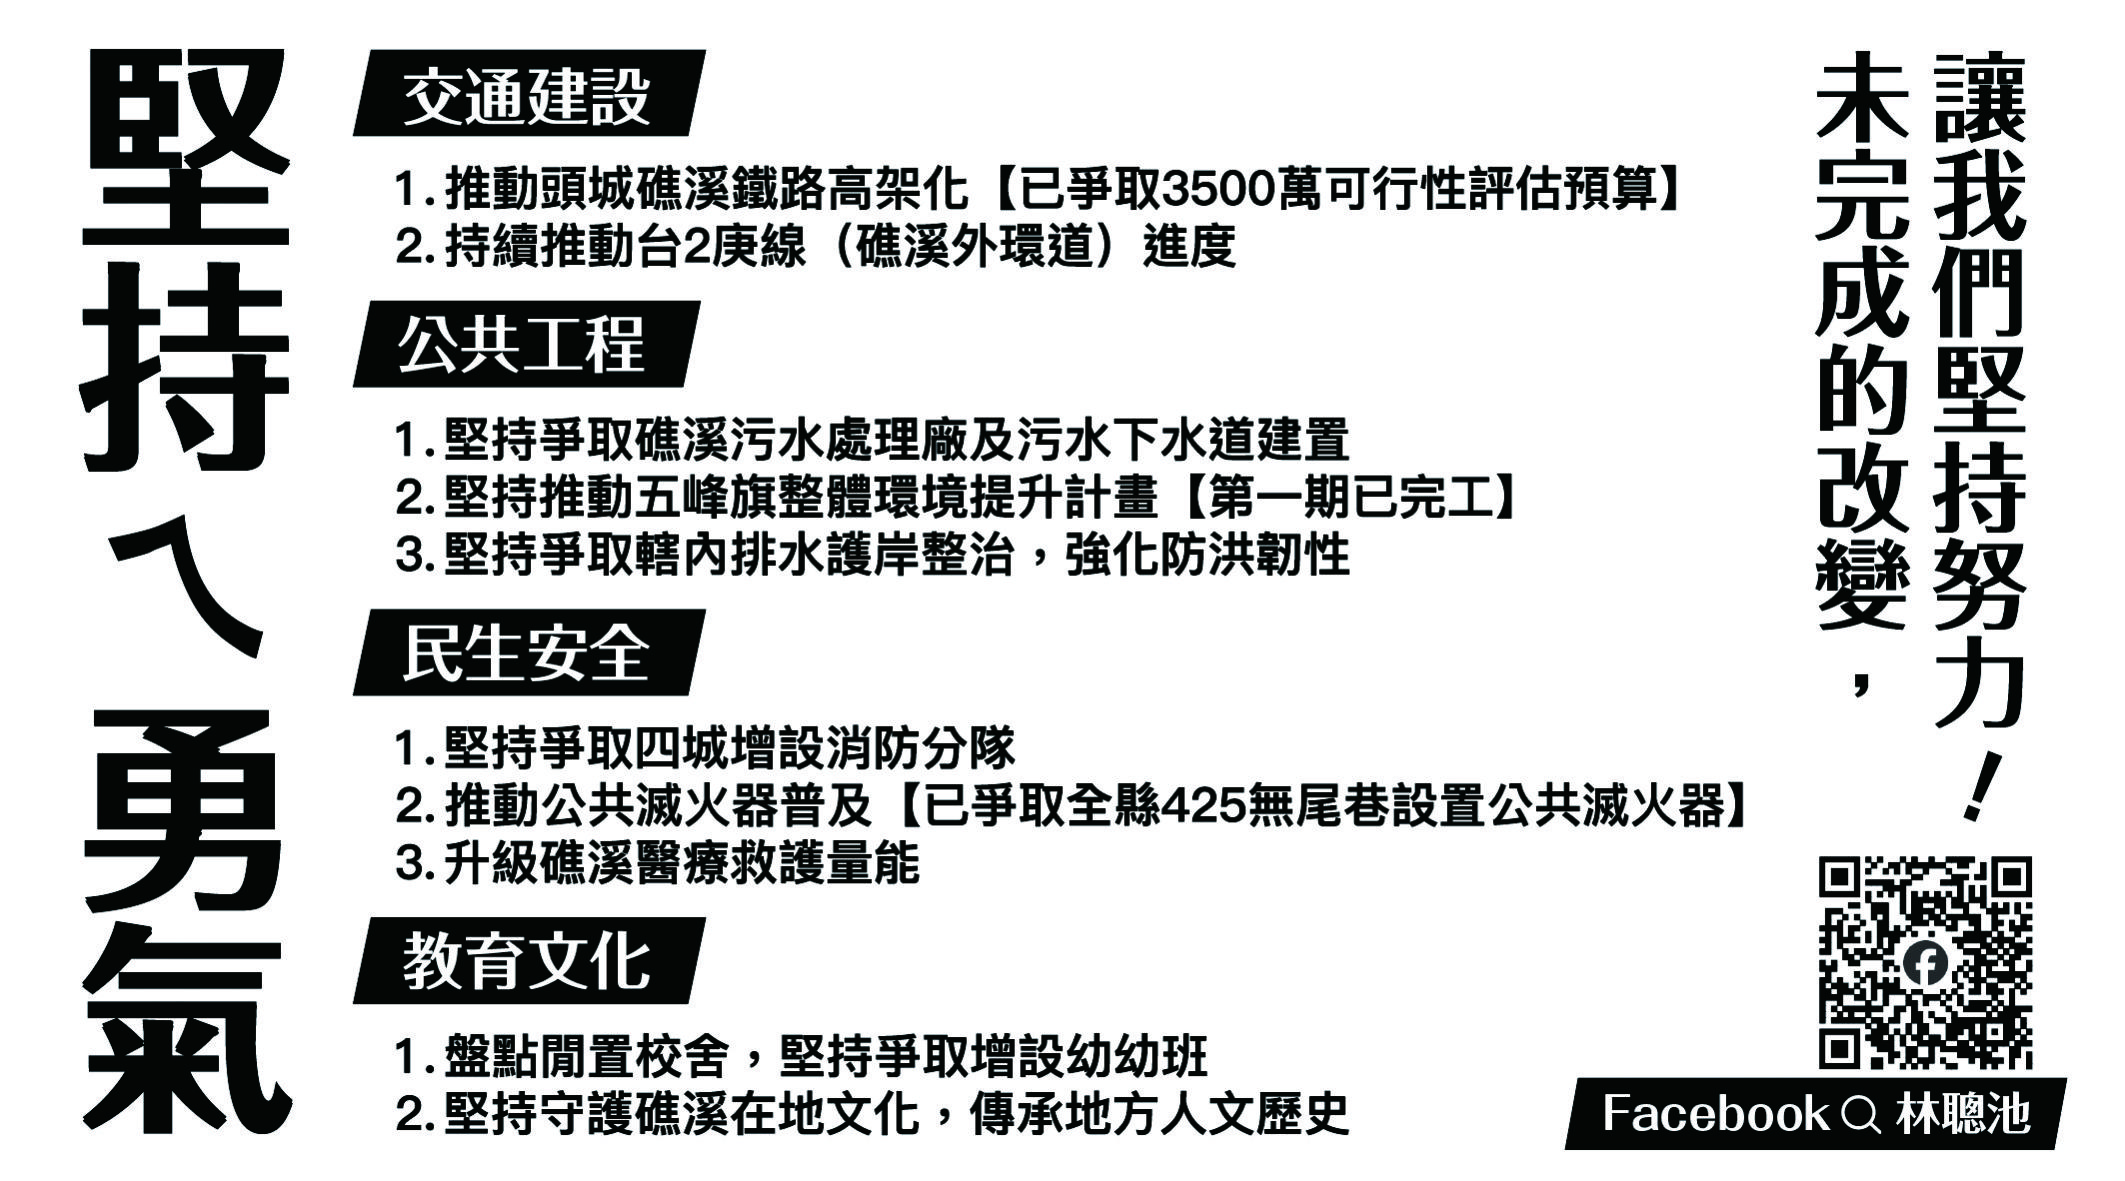 堅持ㄟ勇氣
交通建設
1. 推動頭城礁溪鐵路高架化【已爭取3500萬可行性評估預算】
2. 持續推動台2庚線（礁溪外環道）進度
公共工程
1. 堅持爭取礁溪污水處理廠及污水下水道建置
2. 堅持推動五峰旗整體環境提升計畫【第一期已完工】
3. 堅持爭取轄內排水護岸整治，強化防洪韌性
民生安全
1. 堅持爭取四城增設消防分隊
2. 推動公共滅火器普及【已爭取全縣425無尾巷設置公共滅火器】
3. 升級礁溪醫療救護量能
教育文化
1. 盤點閒置校舍，堅持爭取增設幼幼班
2. 堅持守護礁溪在地文化，傳承地方人文歷史
未完成的改變，
讓我們堅持努力！
Facebook 林聰池